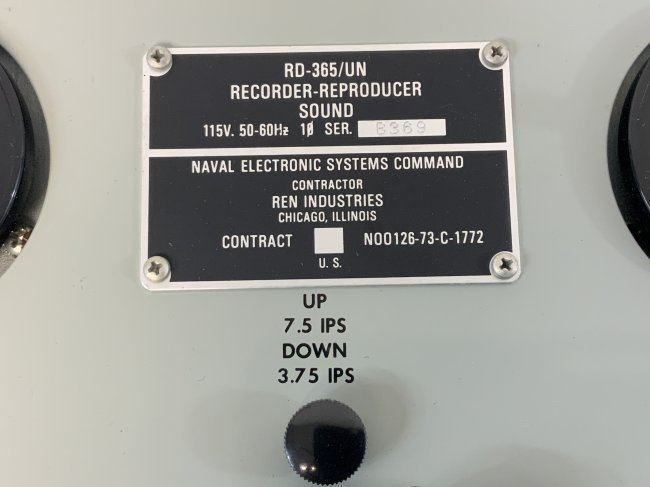 RD-365/UN
RECORDER-REPRODUCER
SOUND
115V. 50-60Hz 1Ø SER. B369
NAVAL ELECTRONIC SYSTEMS COMMAND
CONTRACTOR
REN INDUSTRIES
CHICAGO, ILLINOIS
CONTRACT N00126-73-C-1772
U. S.
UP
7.5 IPS
DOWN
3.75 IPS